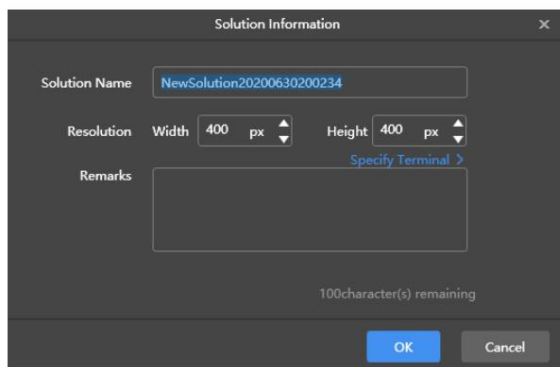 Solution Information
Solution Name NewSolution20200630200234
Resolution Width 400 px Height 400 px
Specify Terminal >
Remarks
100character(s) remaining
OK Cancel